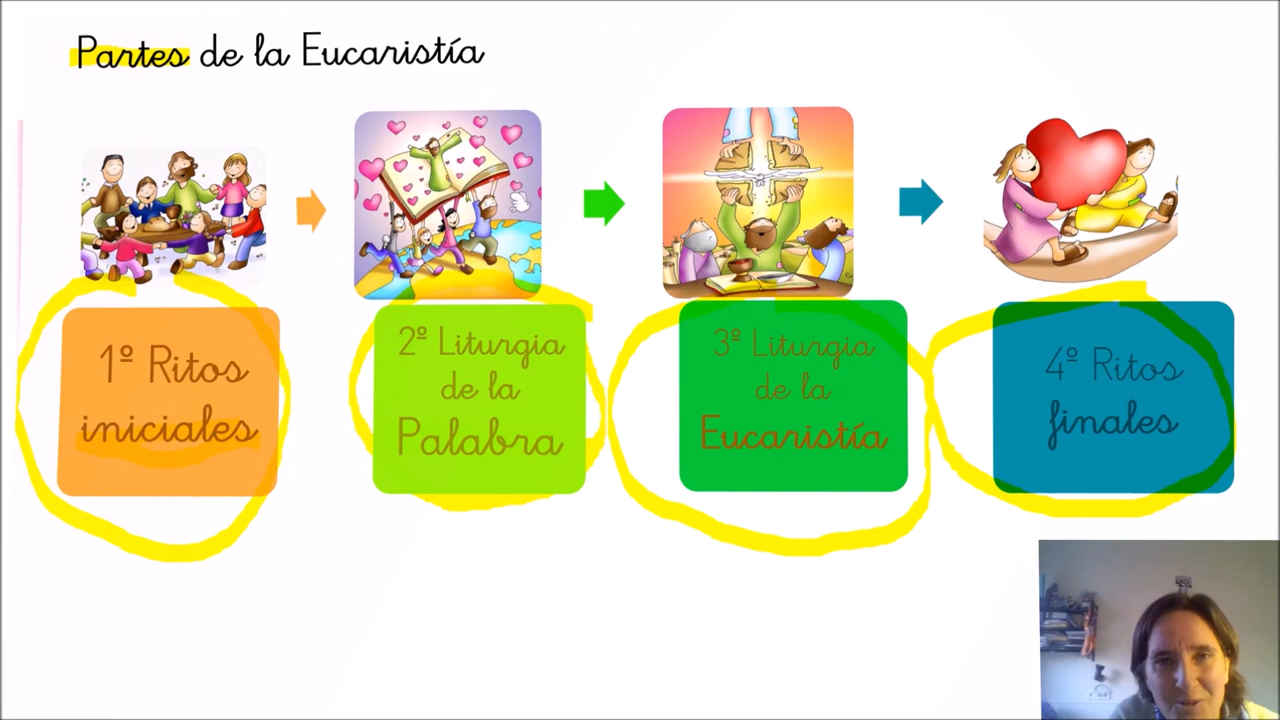 Partes de la Eucaristía
1º Ritos
iniciales
2º Liturgia
de la
Palabra
3º Liturgia
de la
Eucaristía
4º Ritos
finales